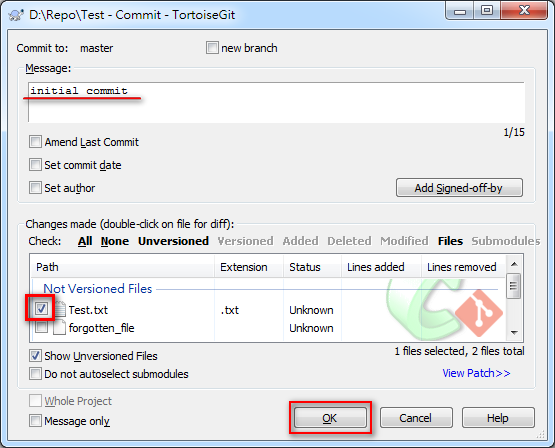 D:\Repo\Test - Commit - TortoiseGit
Commit to: master new branch
Message:
initial commit
1/15
Amend Last Commit
Set commit date
Set author
Add Signed-off-by
Changes made (double-click on file for diff):
Check: All None Unversioned Versioned Added Deleted Modified Files Submodules
Path Extension Status Lines added Lines removed
Not Versioned Files
Test.txt .txt Unknown
forgotten_file Unknown
Show Unversioned Files 1 files selected, 2 files total
Do not autoselect submodules View Patch>>
Whole Project
Message only
OK Cancel Help